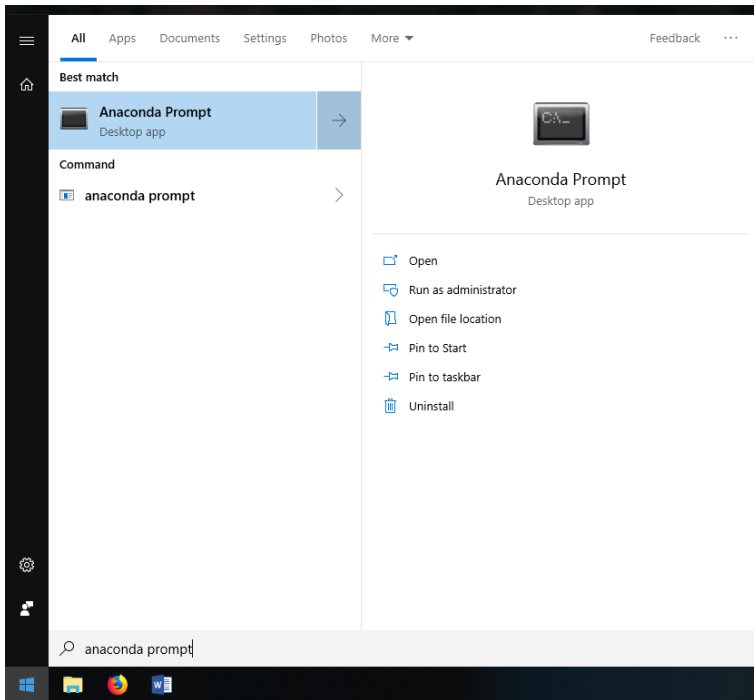 All Apps Documents Settings Photos More Feedback ...
Best match
Anaconda Prompt
Desktop app
Command
anaconda prompt
C:\_
Anaconda Prompt
Desktop app
Open
Run as administrator
Open file location
Pin to Start
Pin to taskbar
Uninstall
anaconda prompt
W